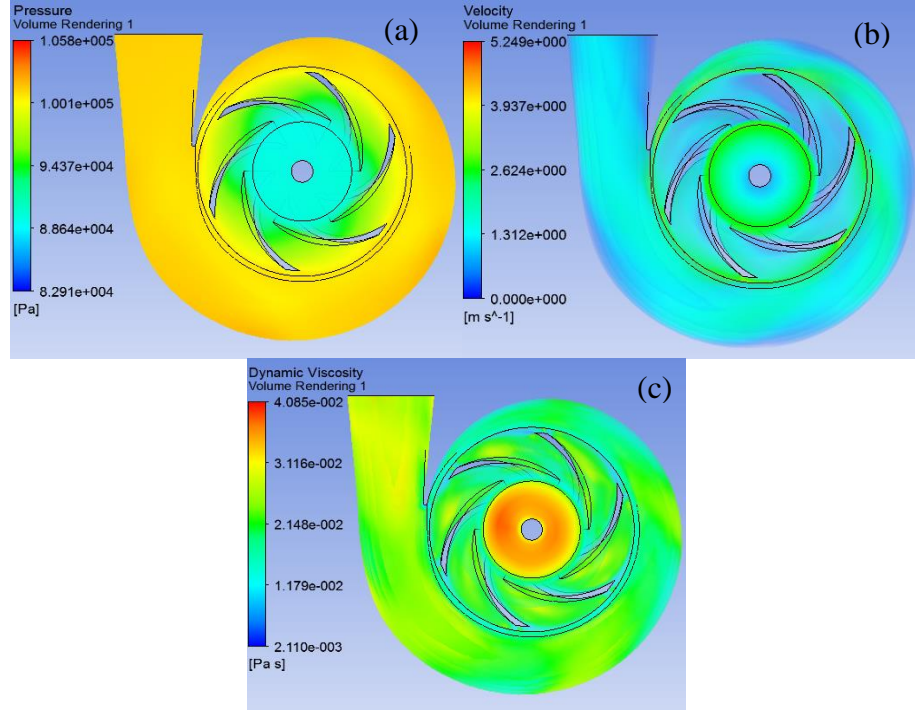 Pressure
Volume Rendering 1
(a)
1.058e+005
1.001e+005
9.437e+004
8.864e+004
8.291e+004
[Pa]
Velocity
Volume Rendering 1
(b)
5.249e+000
3.937e+000
2.624e+000
1.312e+000
0.000e+000
[m s^-1]
Dynamic Viscosity
Volume Rendering 1
(c)
4.085e-002
3.116e-002
2.148e-002
1.179e-002
2.110e-003
[Pa s]